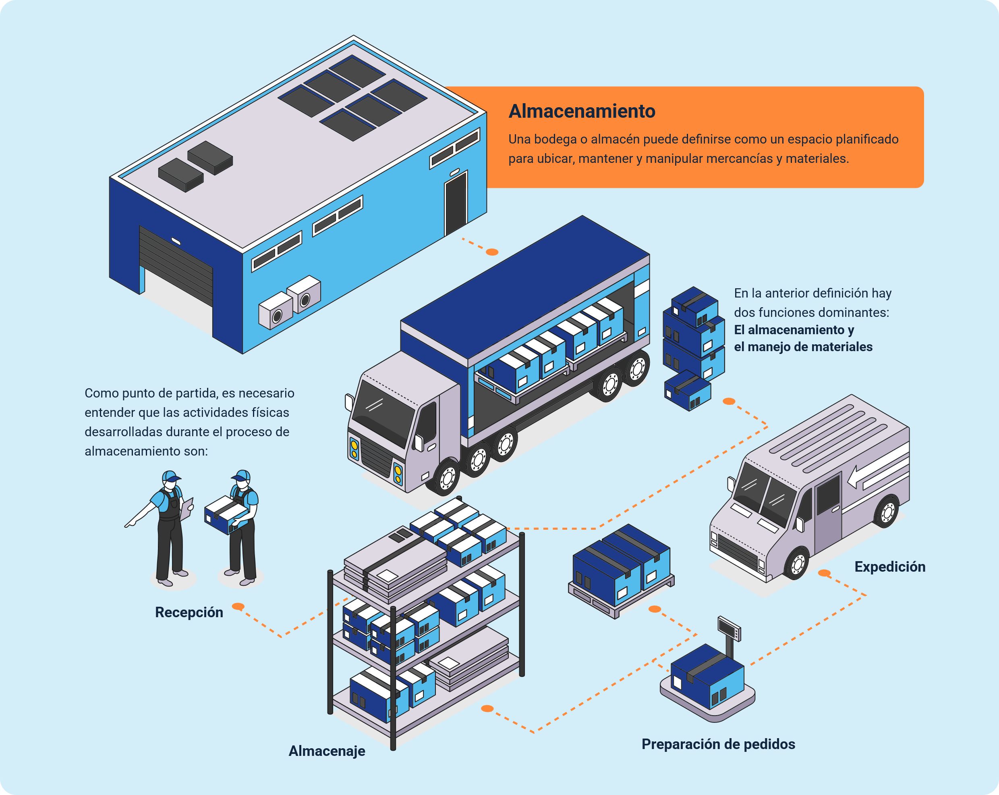 Almacenamiento
Una bodega o almacén puede definirse como un espacio planificado
para ubicar, mantener y manipular mercancías y materiales.
En la anterior definición hay
dos funciones dominantes:
El almacenamiento y
el manejo de materiales
Como punto de partida, es necesario
entender que las actividades físicas
desarrolladas durante el proceso de
almacenamiento son:
Recepción
Almacenaje
Preparación de pedidos
Expedición